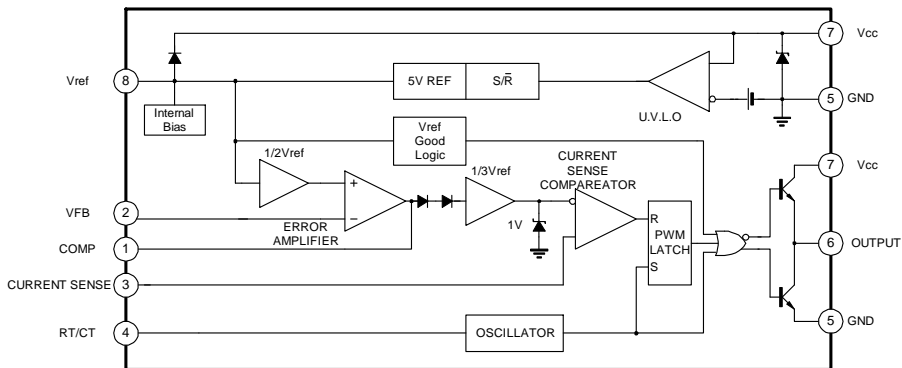 7 Vcc
Vref 8
5V REF S/R̅
5 GND
Internal
Bias
U.V.L.O
Vref
Good
Logic
1/2Vref
1/3Vref
CURRENT
SENSE
COMPAREATOR
7 Vcc
+
−
VFB 2
ERROR
AMPLIFIER
1V
R
PWM
LATCH
S
6 OUTPUT
COMP 1
CURRENT SENSE 3
RT/CT 4
OSCILLATOR
5 GND